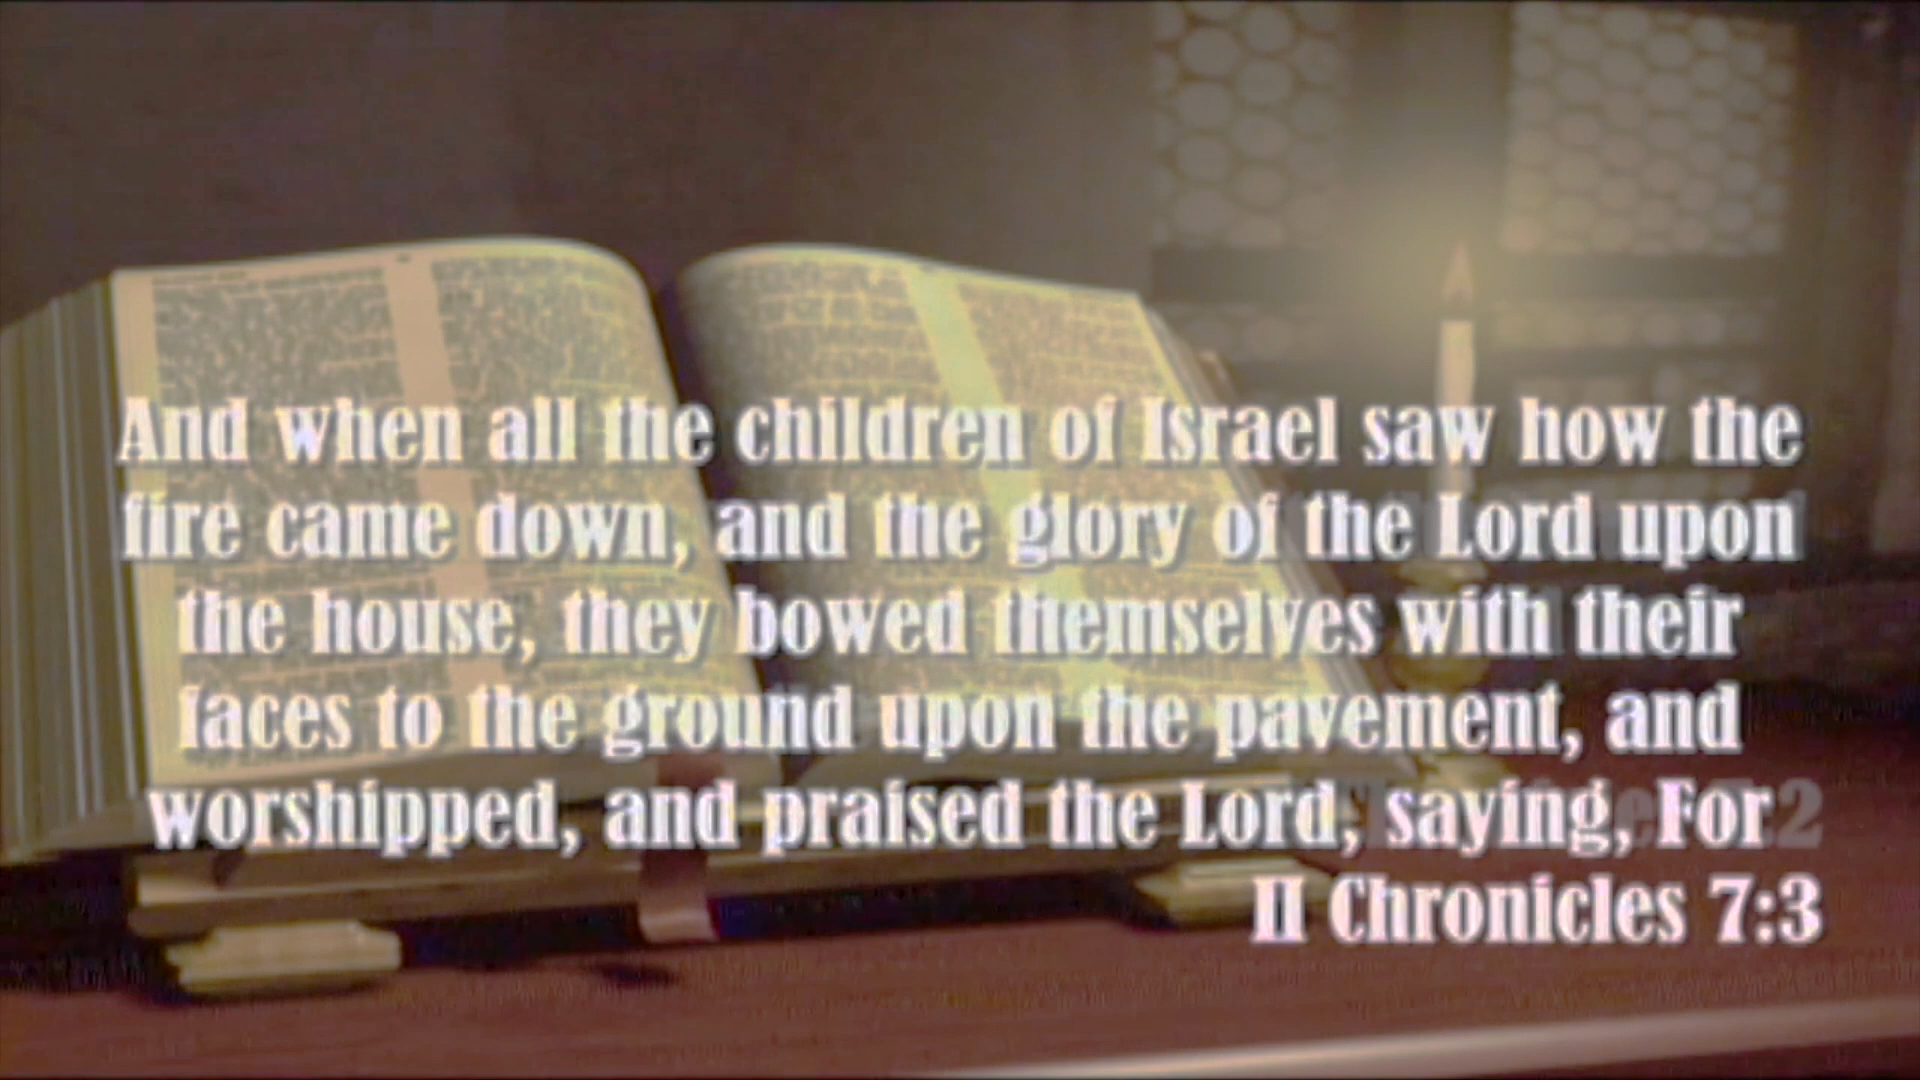 And when all the children of Israel saw how the
fire came down, and the glory of the Lord upon
the house, they bowed themselves with their
faces to the ground upon the pavement, and
worshipped, and praised the Lord, saying, For
II Chronicles 7:3